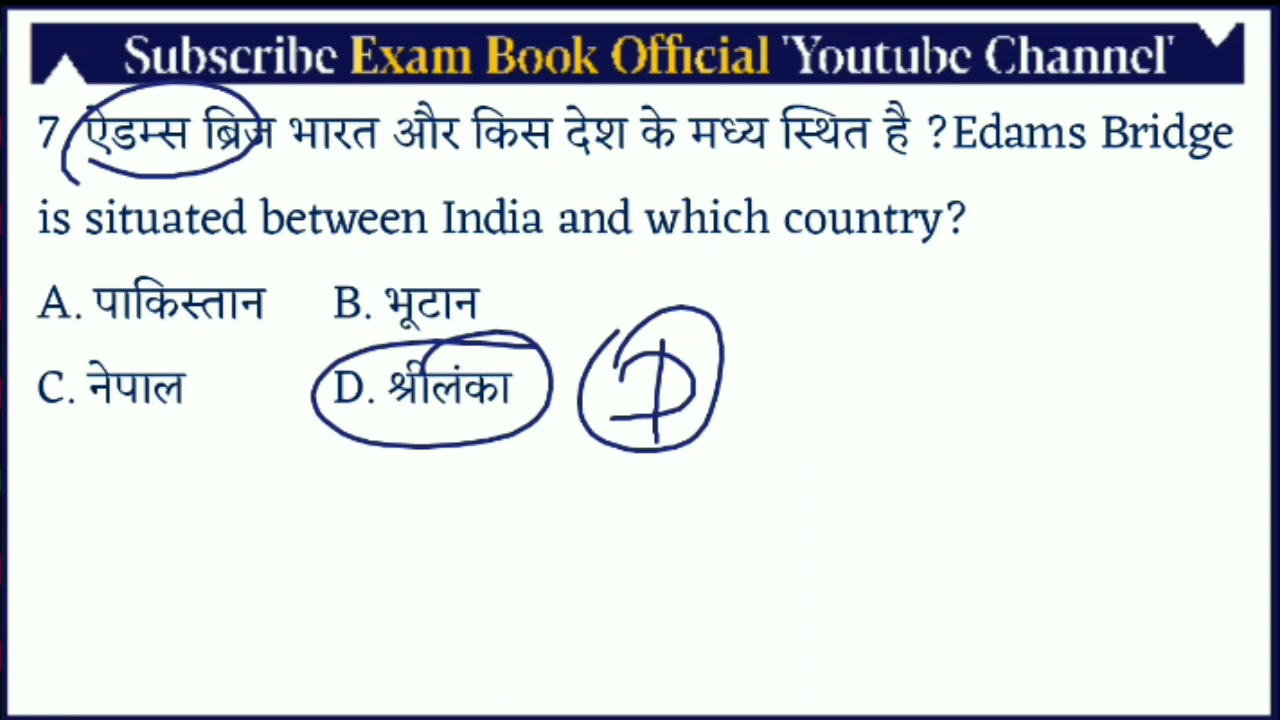 Subscribe Exam Book Official 'Youtube Channel'
7 ऐडम्स ब्रिज भारत और किस देश के मध्य स्थित है ?Edams Bridge
is situated between India and which country?
A. पाकिस्तान B. भूटान
C. नेपाल D. श्रीलंका D